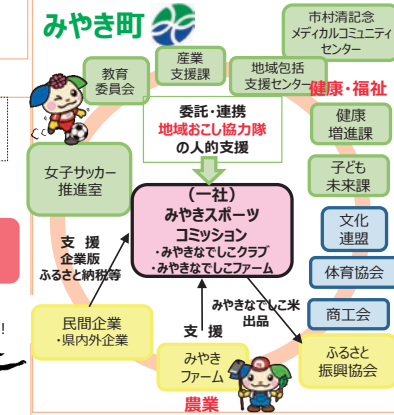 みやき町
市村清記念
メディカルコミュニティ
センター
産業
支援課
教育
委員会
地域包括
支援センター
健康・福祉
委託・連携
地域おこし協力隊
の人的支援
健康
増進課
女子サッカー
推進室
子ども
未来課
(一社)
みやきスポーツ
コミッション
・みやきなでしこクラブ
・みやきなでしこファーム
文化
連盟
体育協会
支 援
企業版
ふるさと納税等
みやきなでしこ米
出品
商工会
民間企業
・県内外企業
支 援
ふるさと
振興協会
みやき
ファーム
農業
!